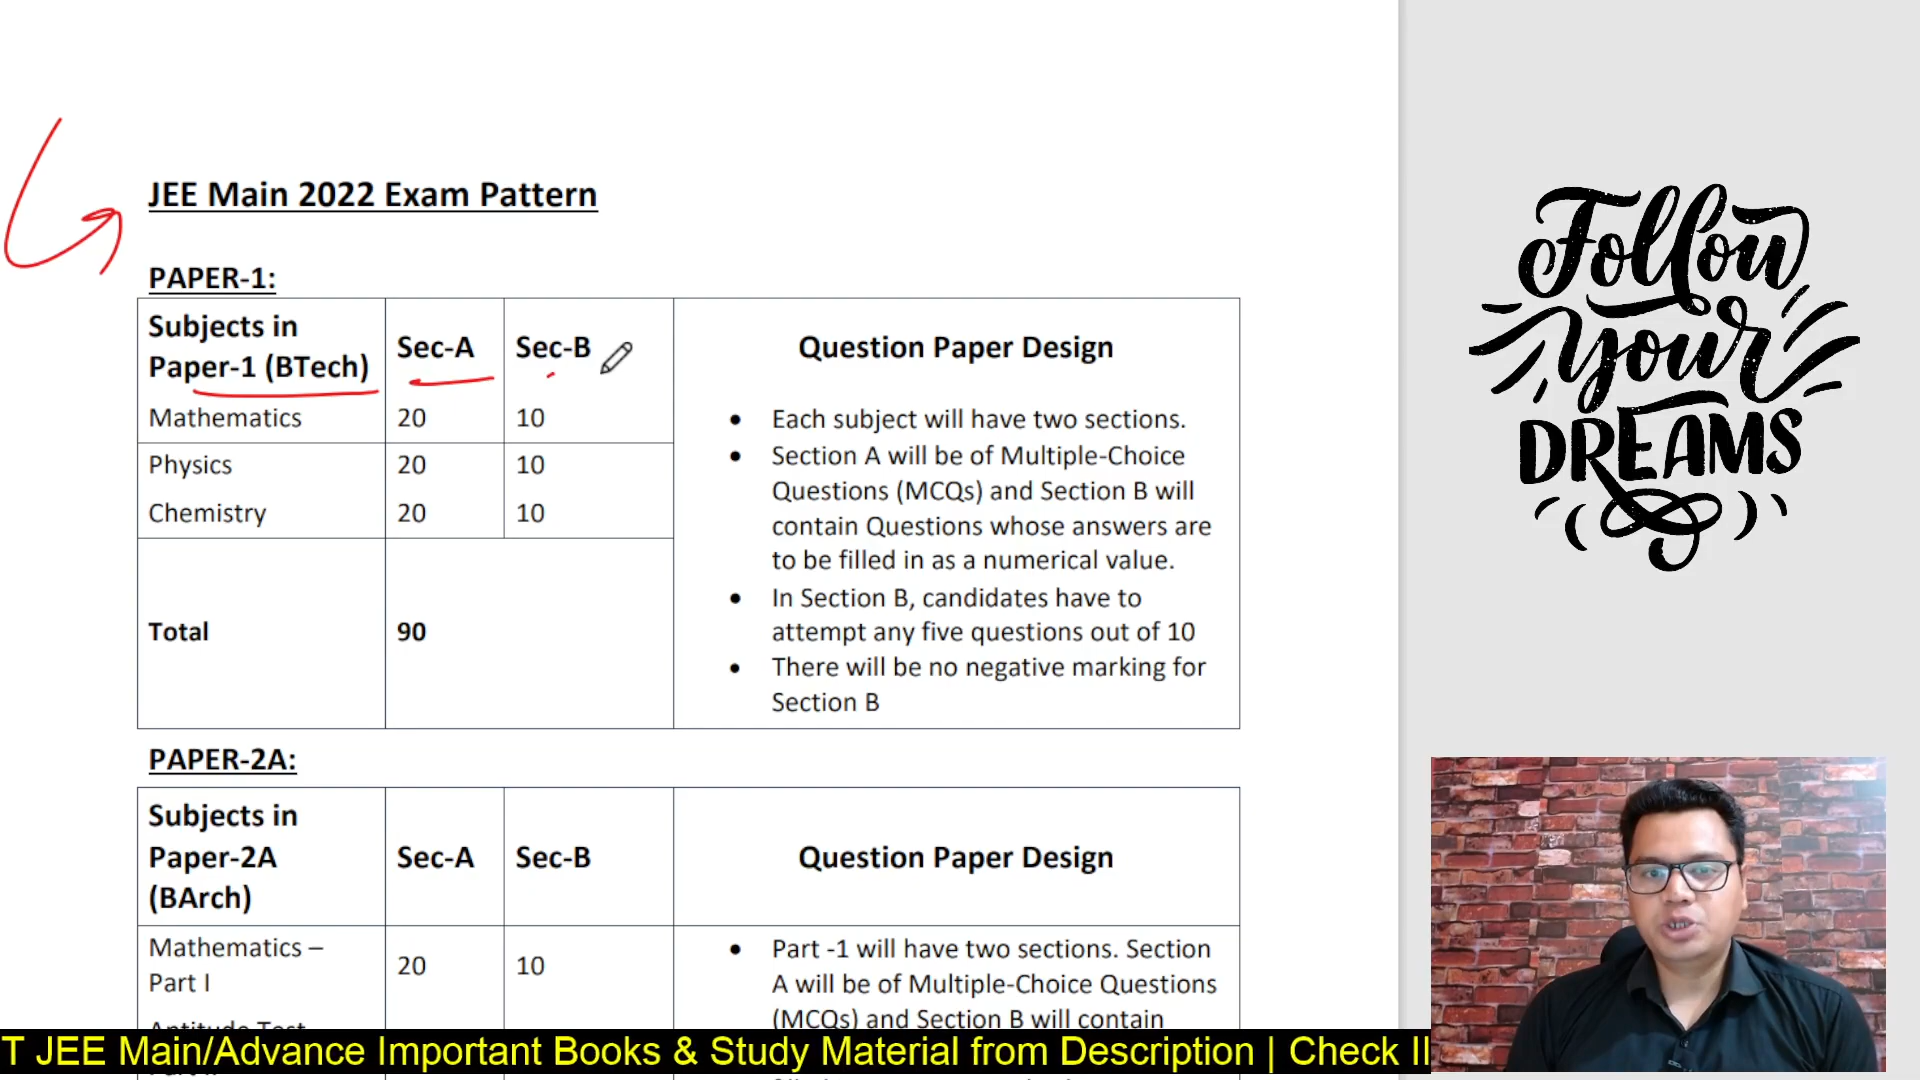 JEE Main 2022 Exam Pattern
PAPER-1:
Subjects in
Paper-1 (BTech)
Sec-A
Sec-B
Question Paper Design
Mathematics
20
10
Physics
20
10
Chemistry
20
10
Total
90
• Each subject will have two sections.
• Section A will be of Multiple-Choice
Questions (MCQs) and Section B will
contain Questions whose answers are
to be filled in as a numerical value.
• In Section B, candidates have to
attempt any five questions out of 10
• There will be no negative marking for
Section B
PAPER-2A:
Subjects in
Paper-2A
(BArch)
Sec-A
Sec-B
Question Paper Design
Mathematics –
Part I
20
10
• Part -1 will have two sections. Section
A will be of Multiple-Choice Questions
(MCQs) and Section B will contain
Aptitude Test
T JEE Main/Advance Important Books & Study Material from Description | Check II
Follow
Your
DREAMS